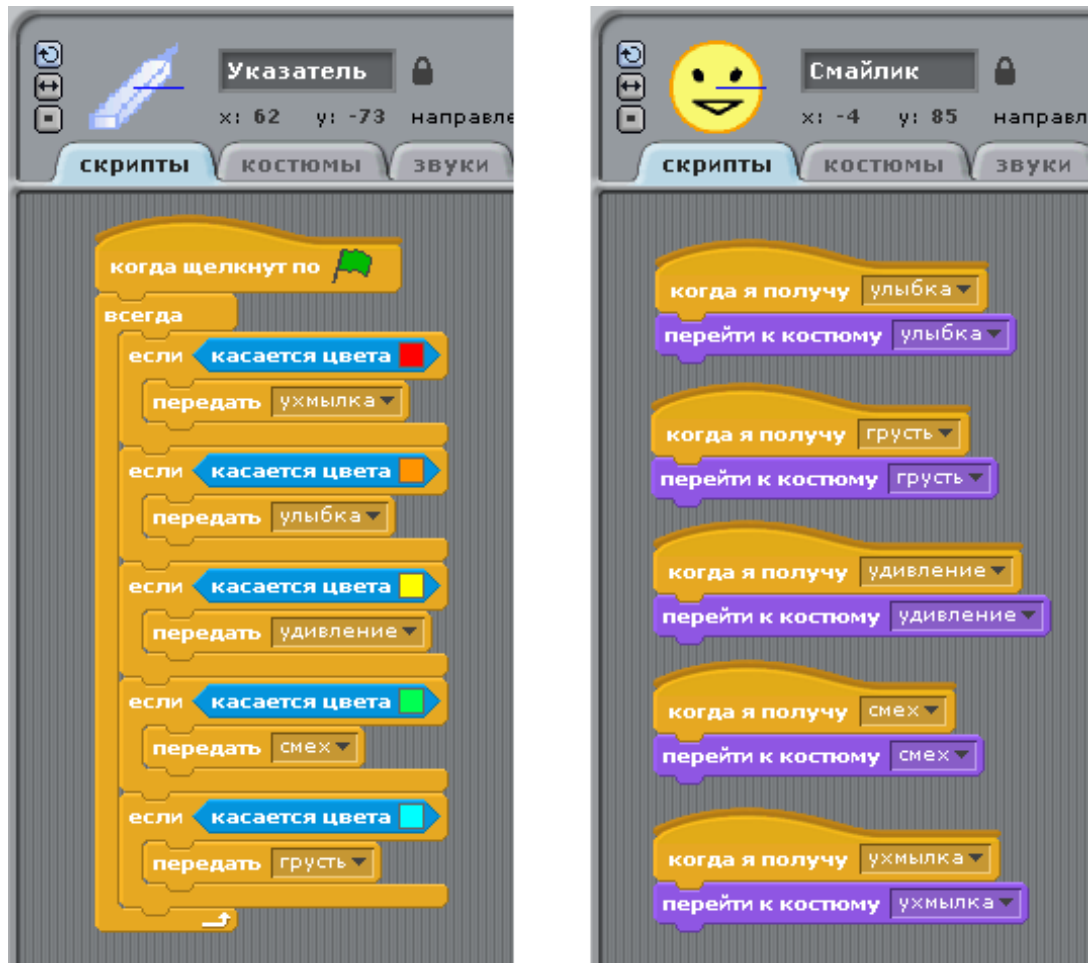 Указатель
x: 62 y: -73 направле
скрипты костюмы звуки
когда щелкнут по
всегда
если касается цвета
передать ухмылка
если касается цвета
передать улыбка
если касается цвета
передать удивление
если касается цвета
передать смех
если касается цвета
передать грусть
Смайлик
x: -4 y: 85 направл
скрипты костюмы звуки
когда я получу улыбка
перейти к костюму улыбка
когда я получу грусть
перейти к костюму грусть
когда я получу удивление
перейти к костюму удивление
когда я получу смех
перейти к костюму смех
когда я получу ухмылка
перейти к костюму ухмылка